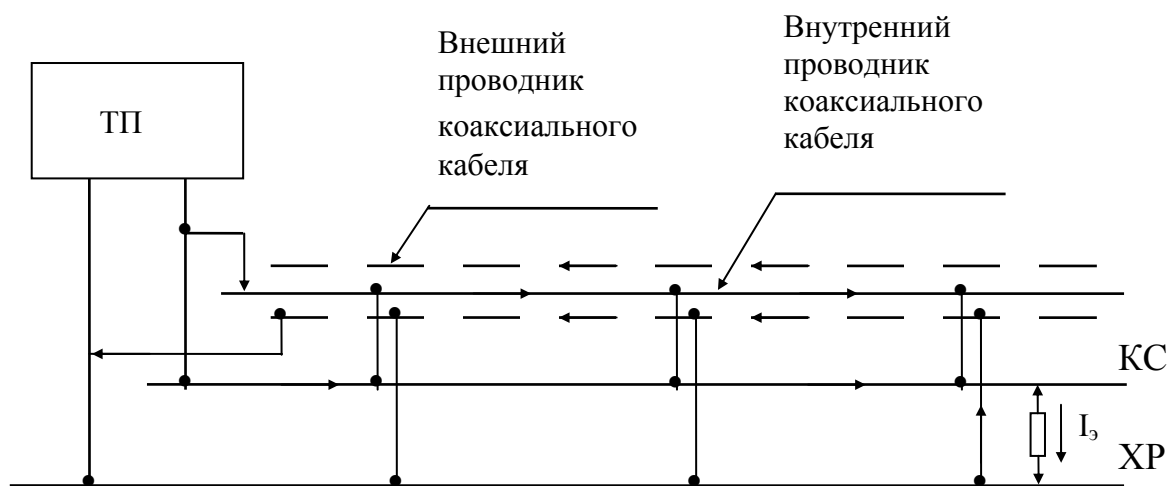 Внешний
проводник
коаксиального
кабеля
Внутренний
проводник
коаксиального
кабеля
ТП
КС
Iэ
ХР